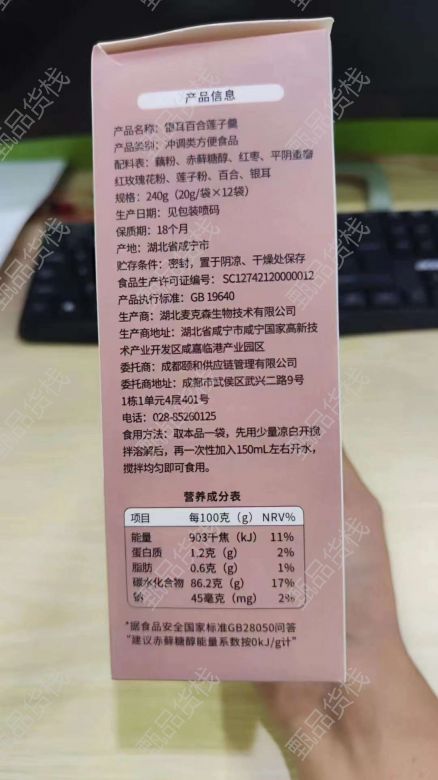 产品信息
产品名称：银耳百合莲子羹
产品类别：冲调类方便食品
配料表：藕粉、赤藓糖醇、红枣、平阴重瓣
红玫瑰花粉、莲子粉、百合、银耳
规格：240g（20g/袋×12袋）
生产日期：见包装喷码
保质期：18个月
产地：湖北省咸宁市
贮存条件：密封，置于阴凉、干燥处保存
食品生产许可证编号：SC12742120000012
产品执行标准：GB 19640
生产商：湖北麦克森生物技术有限公司
生产商地址：湖北省咸宁市咸宁国家高新技
术产业开发区咸嘉临港产业园区
委托商：成都颐和供应链管理有限公司
委托商地址：成都市武侯区武兴二路9号
1栋1单元4层401号
电话：028-85260125
食用方法：取本品一袋，先用少量凉白开搅
拌溶解后，再一次性加入150mL左右开水，
搅拌均匀即可食用。
营养成分表
项目 每100克（g） NRV%
能量 903千焦（kJ） 11%
蛋白质 1.2克（g） 2%
脂肪 0.6克（g） 1%
碳水化合物 86.2克（g） 17%
钠 45毫克（mg） 2%
*据食品安全国家标准GB28050问答
"建议赤藓糖醇能量系数按0kJ/g计"
甄品货栈